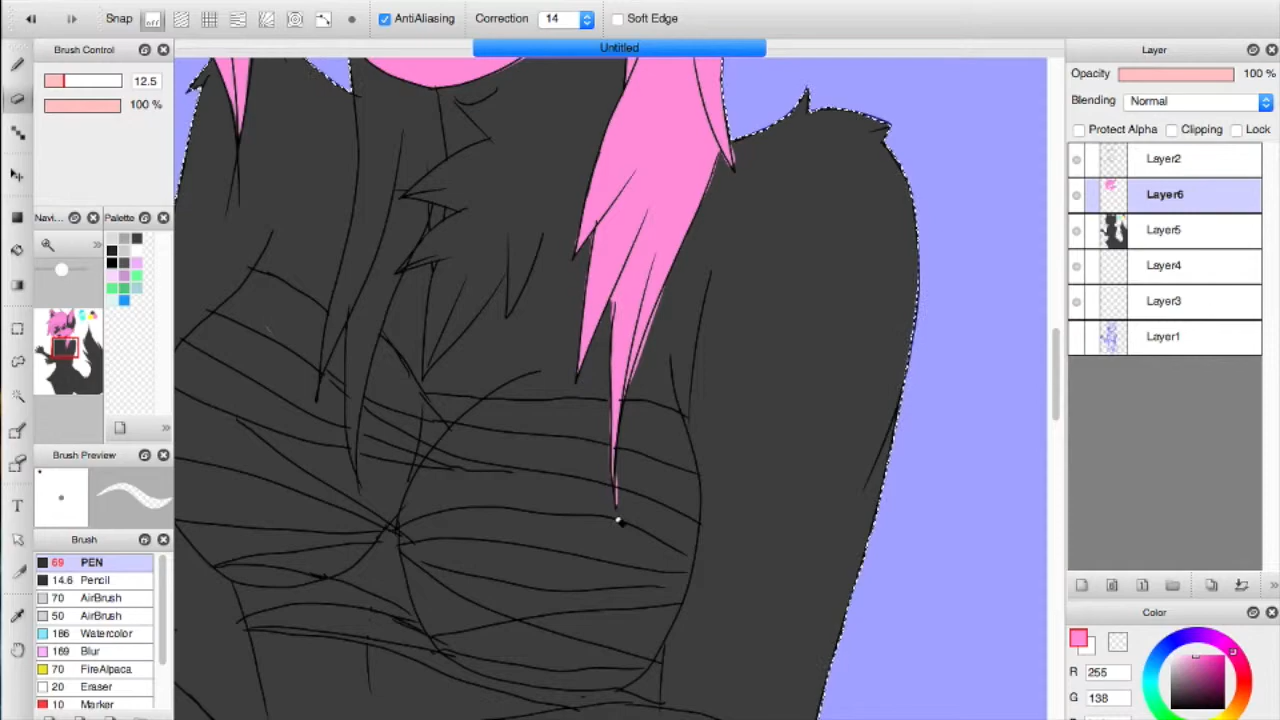 Snap off AntiAliasing Correction 14 Soft Edge
Untitled
Brush Control
12.5
100 %
Navi... Palette
Brush Preview
Brush
69 PEN
14.6 Pencil
70 AirBrush
50 AirBrush
186 Watercolor
169 Blur
70 FireAlpaca
20 Eraser
10 Marker
Layer
Opacity 100 %
Blending Normal
Protect Alpha Clipping Lock
Layer2
Layer6
Layer5
Layer4
Layer3
Layer1
Color
R 255
G 138